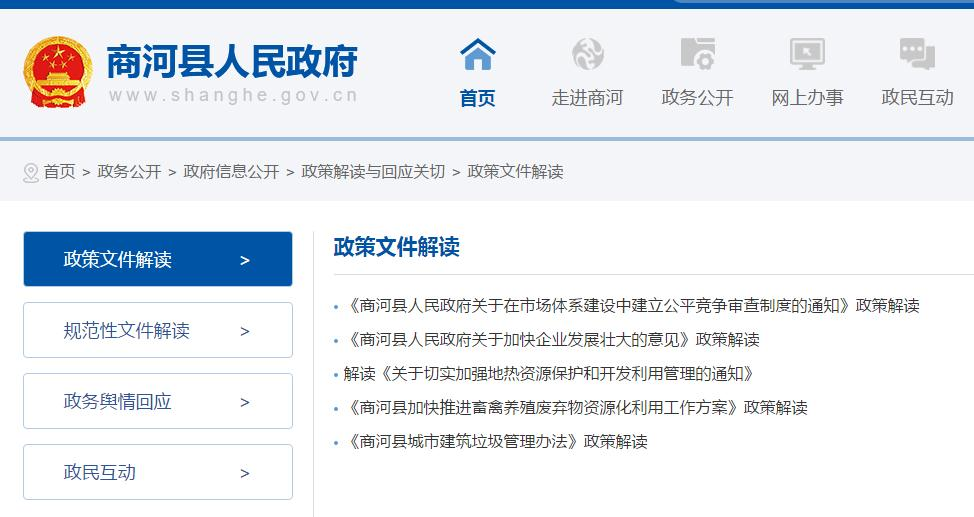 商河县人民政府
www.shanghe.gov.cn
首页 走进商河 政务公开 网上办事 政民互动
首页 > 政务公开 > 政府信息公开 > 政策解读与回应关切 > 政策文件解读
政策文件解读 >
规范性文件解读 >
政务舆情回应 >
政民互动 >
政策文件解读
《商河县人民政府关于在市场体系建设中建立公平竞争审查制度的通知》政策解读
《商河县人民政府关于加快企业发展壮大的意见》政策解读
解读《关于切实加强地热资源保护和开发利用管理的通知》
《商河县加快推进畜禽养殖废弃物资源化利用工作方案》政策解读
《商河县城市建筑垃圾管理办法》政策解读